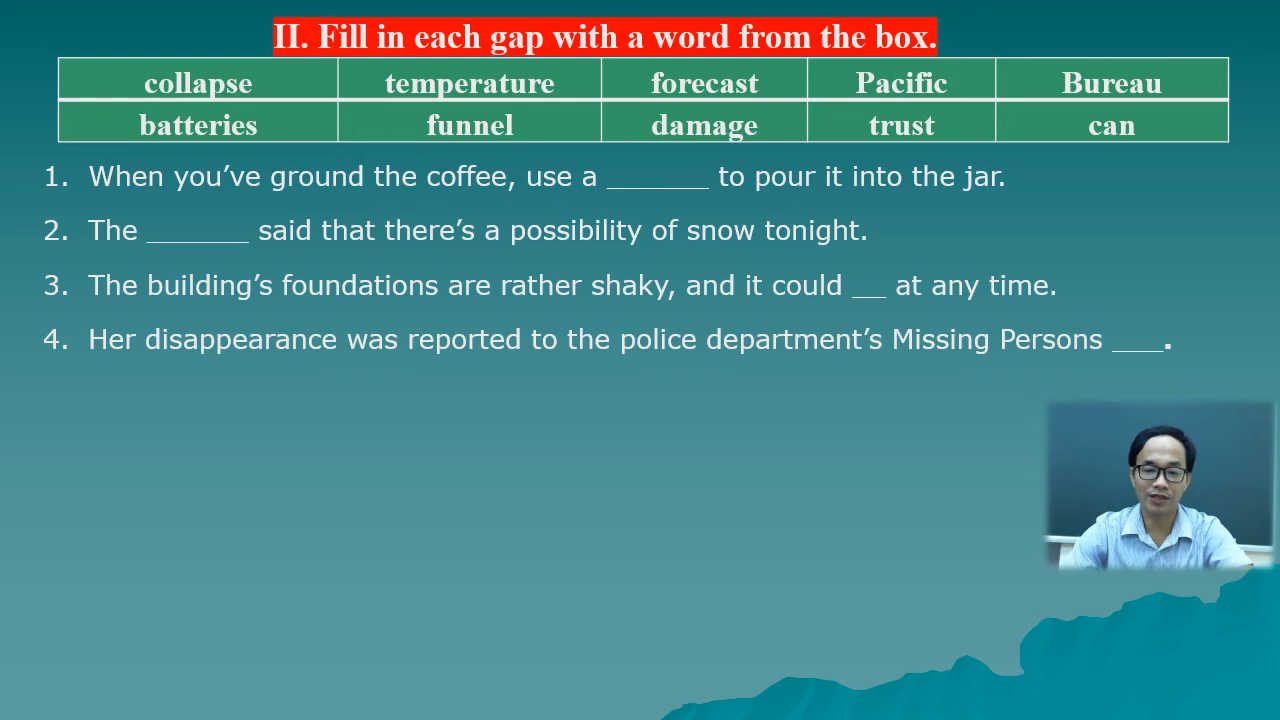 II. Fill in each gap with a word from the box.
collapse temperature forecast Pacific Bureau
batteries funnel damage trust can
1. When you’ve ground the coffee, use a ______ to pour it into the jar.
2. The ______ said that there’s a possibility of snow tonight.
3. The building’s foundations are rather shaky, and it could __ at any time.
4. Her disappearance was reported to the police department’s Missing Persons ___.